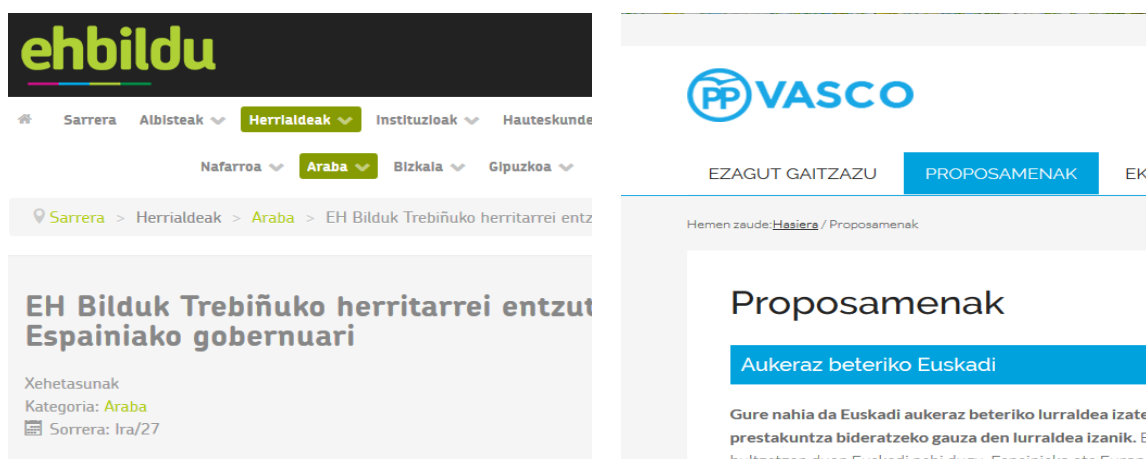 ehbildu
Sarrera Albisteak Herrialdeak Instituzioak Hauteskunde
Nafarroa Araba Bizkaia Gipuzkoa
Sarrera > Herrialdeak > Araba > EH Bilduk Trebiñuko herritarrei entz
EH Bilduk Trebiñuko herritarrei entzut
Espainiako gobernuari
Xehetasunak
Kategoria: Araba
Sorrera: Ira/27
PP VASCO
EZAGUT GAITZAZU PROPOSAMENAK EK
Hemen zaude:Hasiera / Proposamenak
Proposamenak
Aukeraz beteriko Euskadi
Gure nahia da Euskadi aukeraz beteriko lurraldea izate
prestakuntza bideratzeko gauza den lurraldea izanik. E